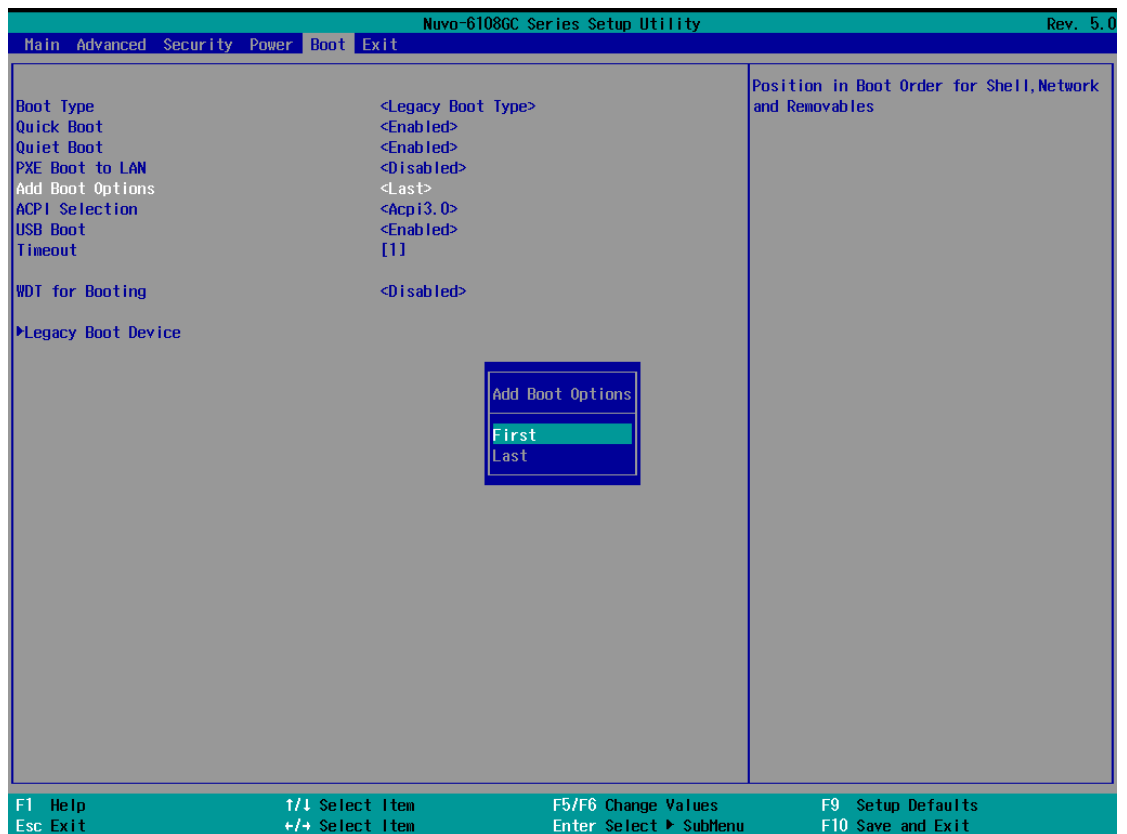 Nuvo-6108GC Series Setup Utility Rev. 5.0
Main Advanced Security Power Boot Exit
Position in Boot Order for Shell,Network
and Removables
Boot Type <Legacy Boot Type>
Quick Boot <Enabled>
Quiet Boot <Enabled>
PXE Boot to LAN <Disabled>
Add Boot Options <Last>
ACPI Selection <Acpi3.0>
USB Boot <Enabled>
Timeout [1]
WDT for Booting <Disabled>
▶Legacy Boot Device
Add Boot Options
First
Last
F1 Help ↑/↓ Select Item F5/F6 Change Values F9 Setup Defaults
Esc Exit ←/→ Select Item Enter Select ▶ SubMenu F10 Save and Exit